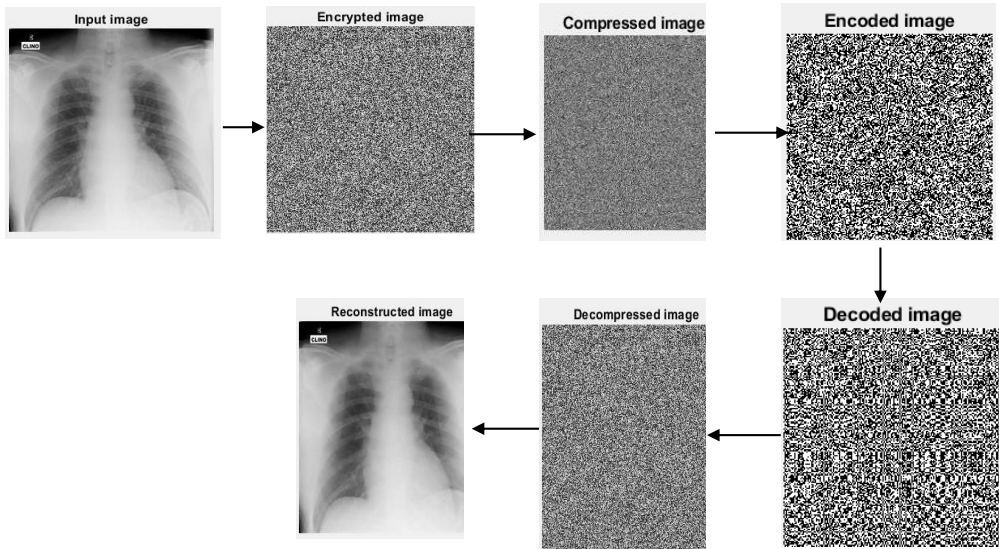 Input image
Encrypted image
Compressed image
Encoded image
CLINO
Decoded image
Decompressed image
Reconstructed image
CLINO